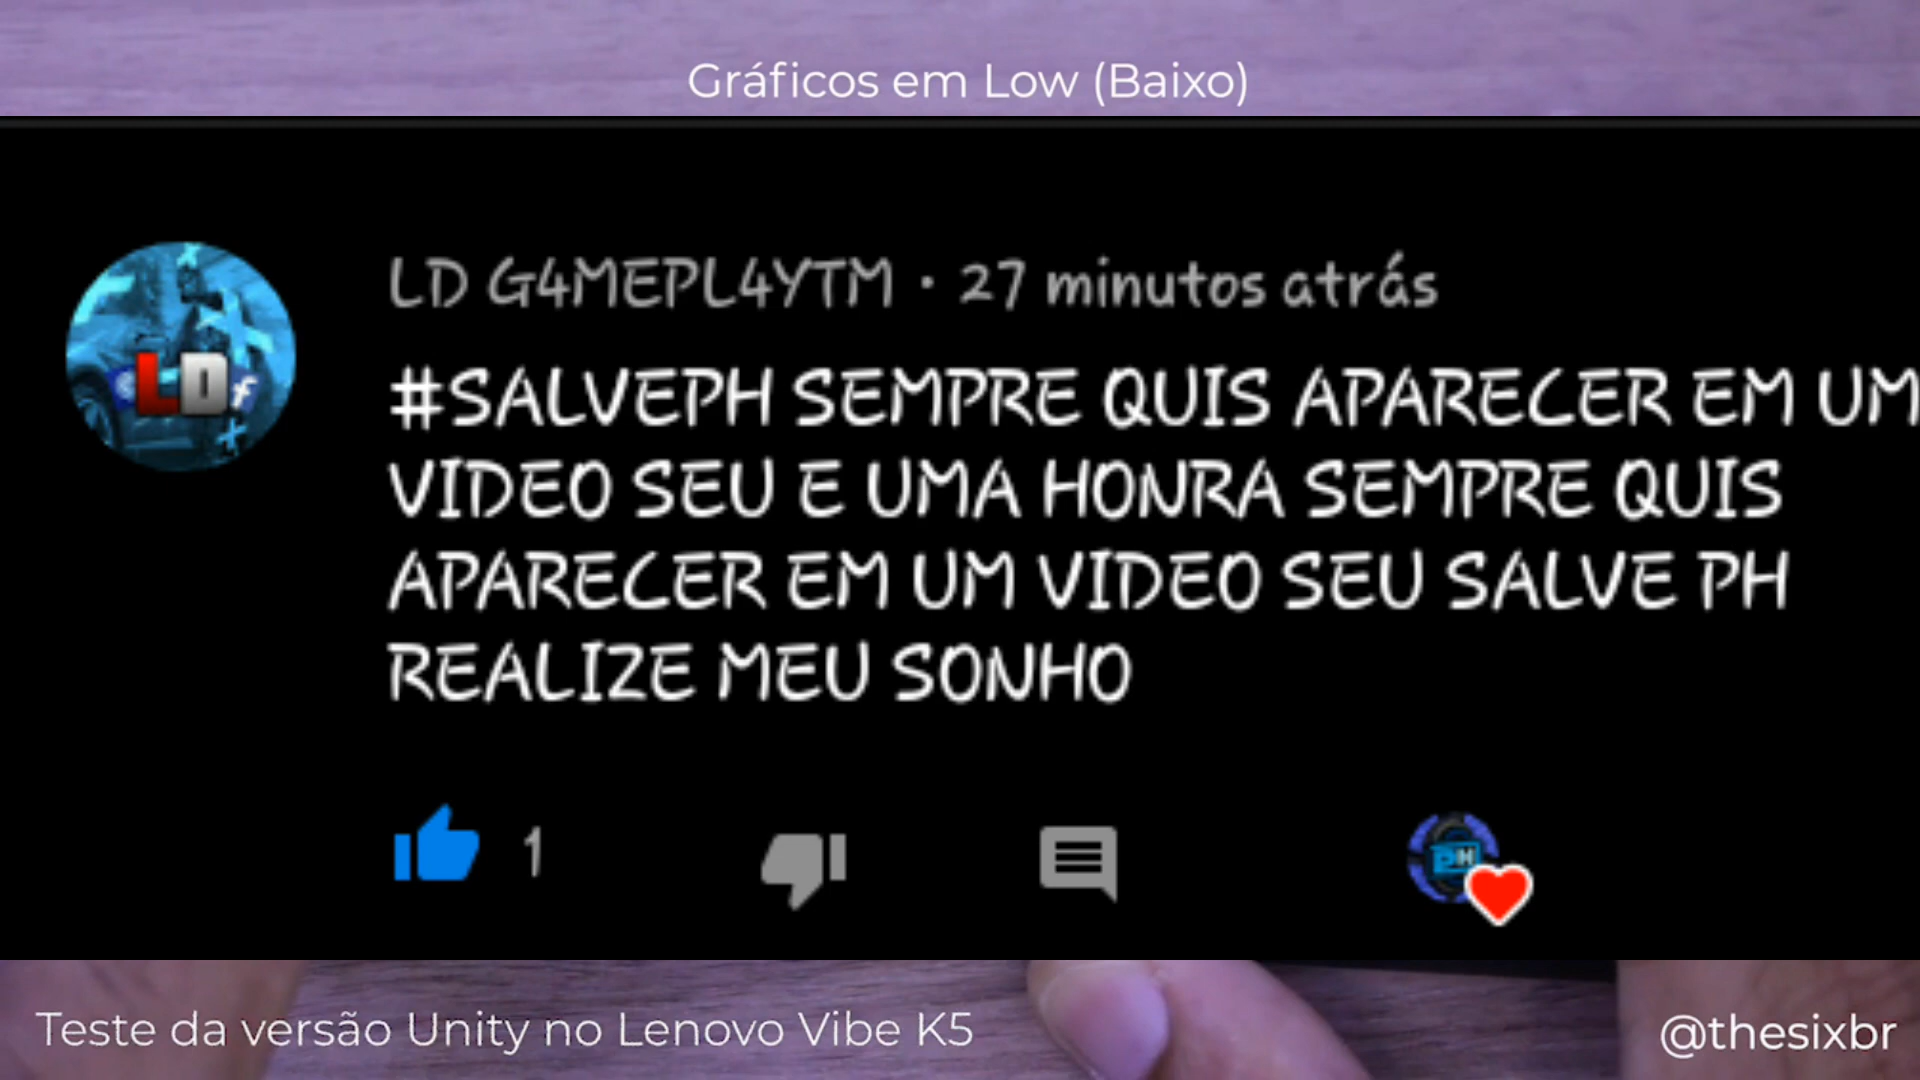 Gráficos em Low (Baixo)
LD G4MEPL4YTM · 27 minutos atrás
#SALVEPH SEMPRE QUIS APARECER EM UM
VIDEO SEU E UMA HONRA SEMPRE QUIS
APARECER EM UM VIDEO SEU SALVE PH
REALIZE MEU SONHO
LD f
1
PH
Teste da versão Unity no Lenovo Vibe K5
@thesixbr